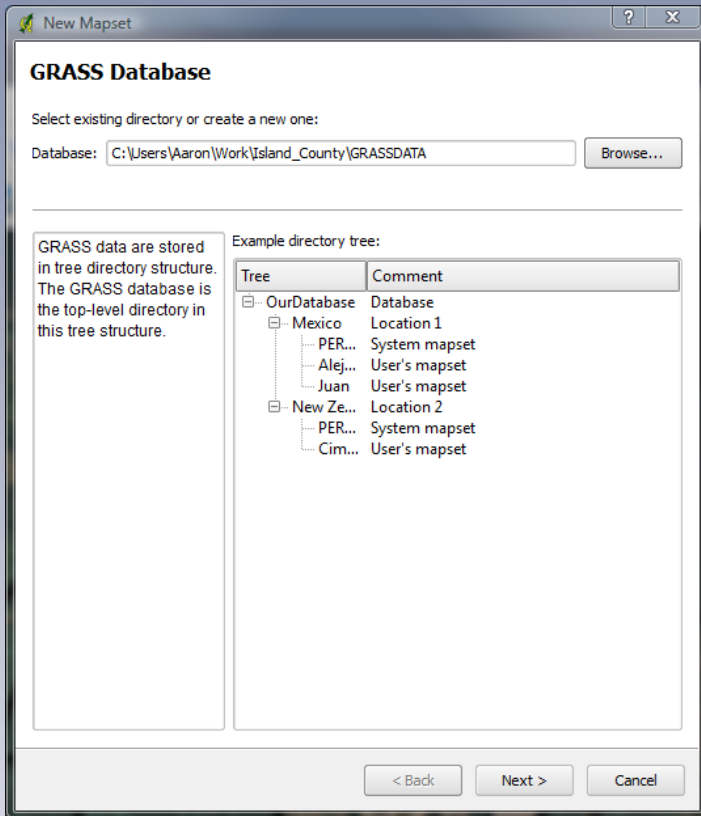 New Mapset
GRASS Database
Select existing directory or create a new one:
Database: C:\Users\Aaron\Work\Island_County\GRASSDATA Browse...
GRASS data are stored
in tree directory structure.
The GRASS database is
the top-level directory in
this tree structure.
Example directory tree:
Tree Comment
OurDatabase Database
Mexico Location 1
PER... System mapset
Alej... User's mapset
Juan User's mapset
New Ze... Location 2
PER... System mapset
Cim... User's mapset
< Back Next > Cancel